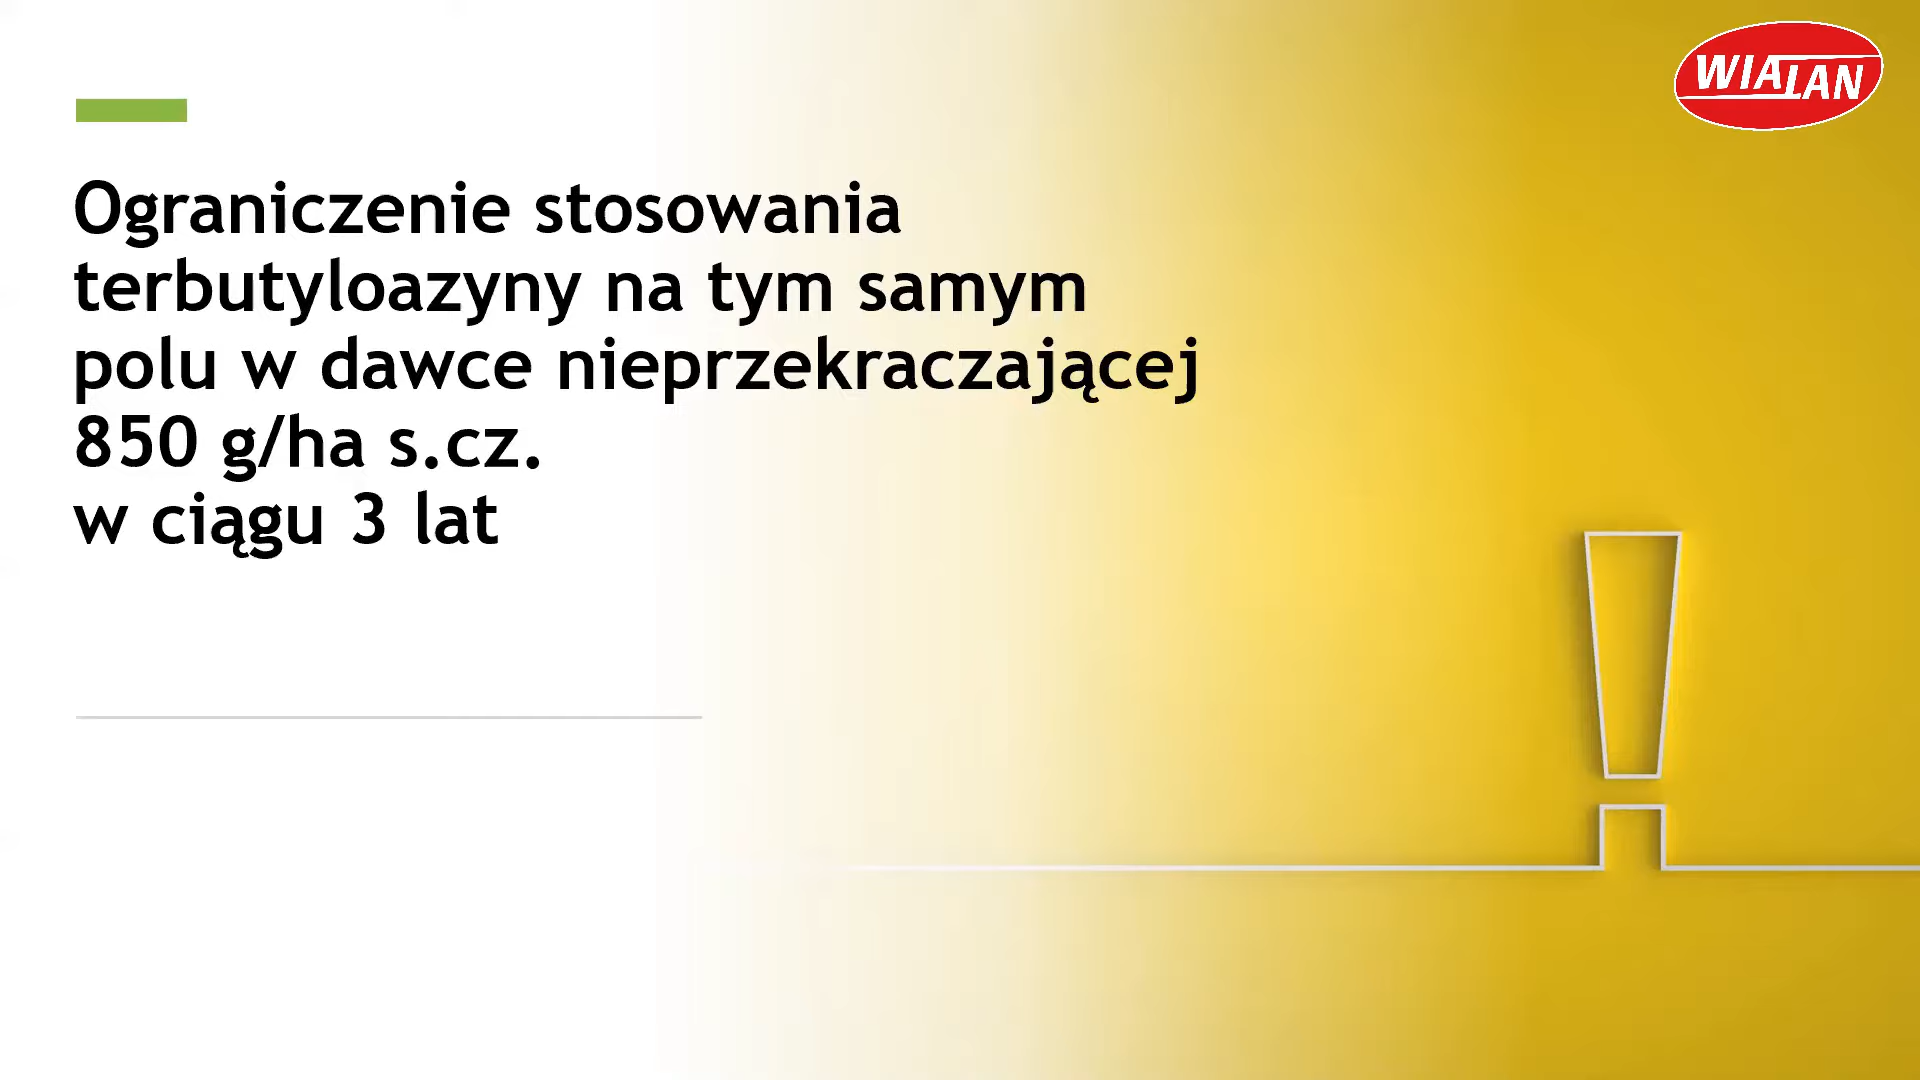 WIALAN
Ograniczenie stosowania
terbutyloazyny na tym samym
polu w dawce nieprzekraczającej
850 g/ha s.cz.
w ciągu 3 lat